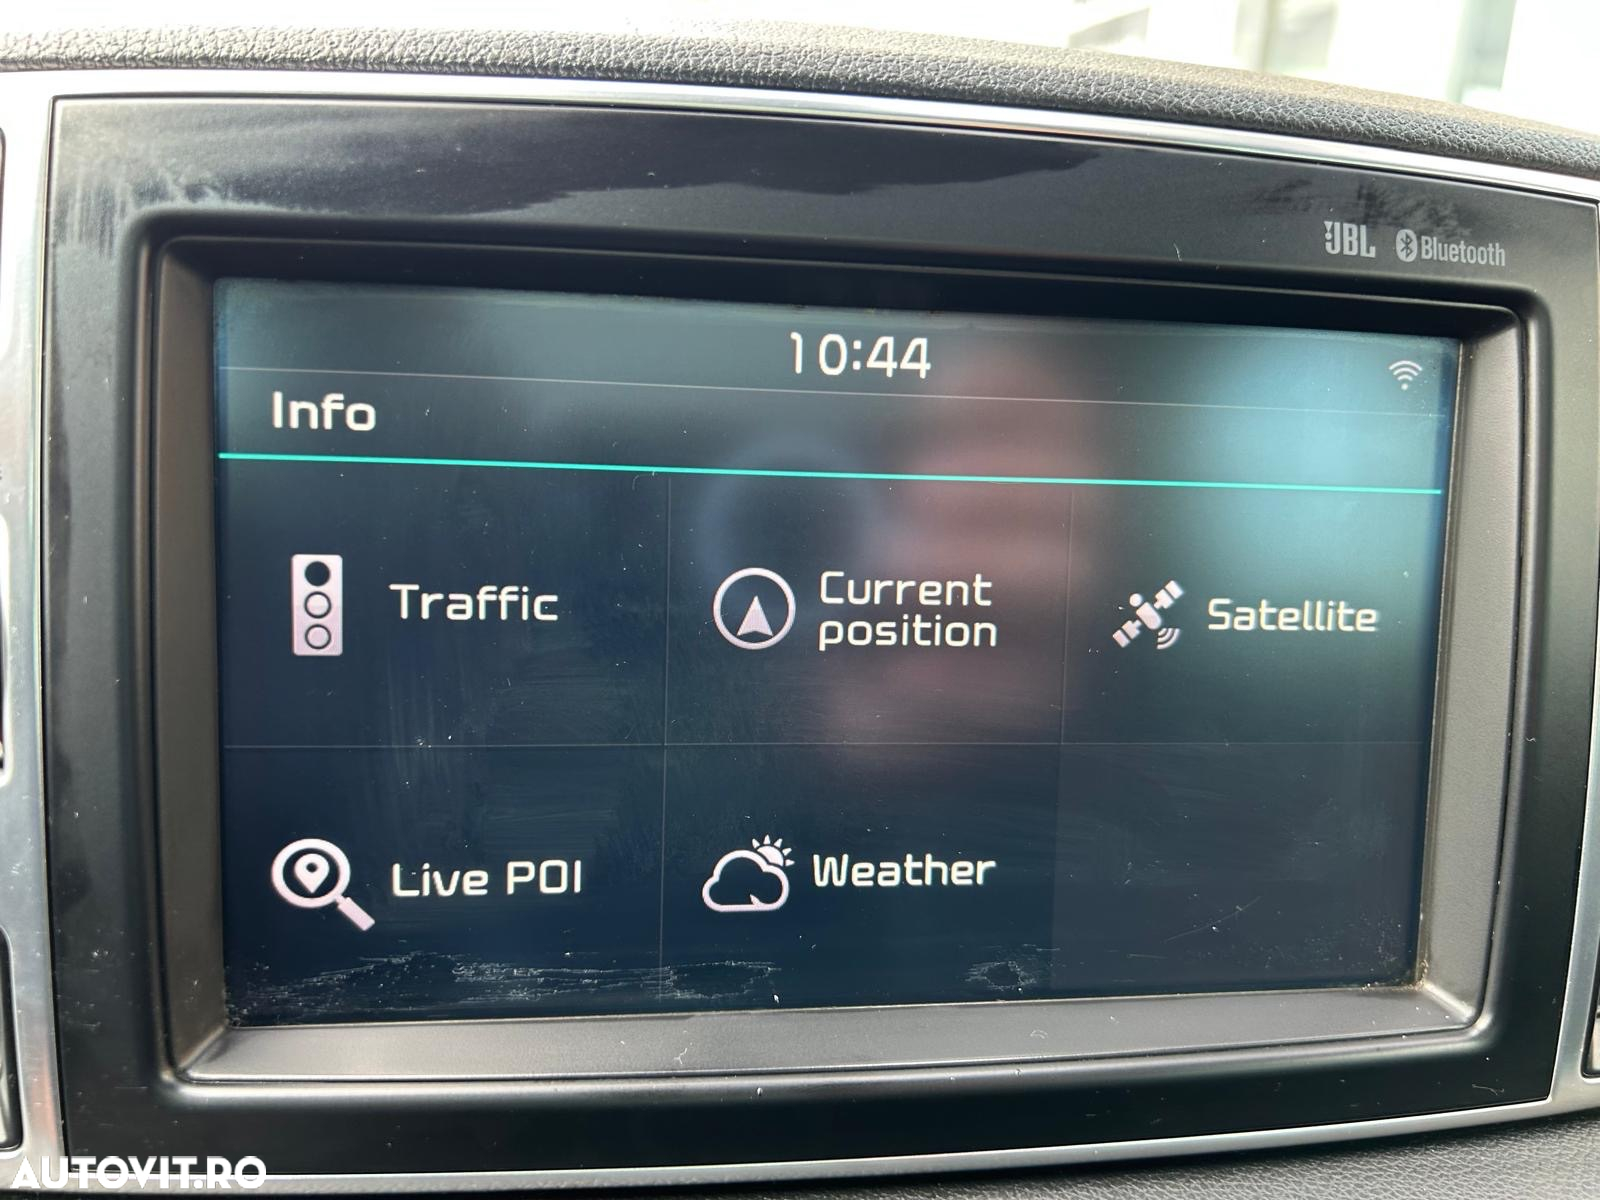 JBL Bluetooth
10:44
Info
Traffic
Current
position
Satellite
Live POI
Weather
AUTOVIT.RO